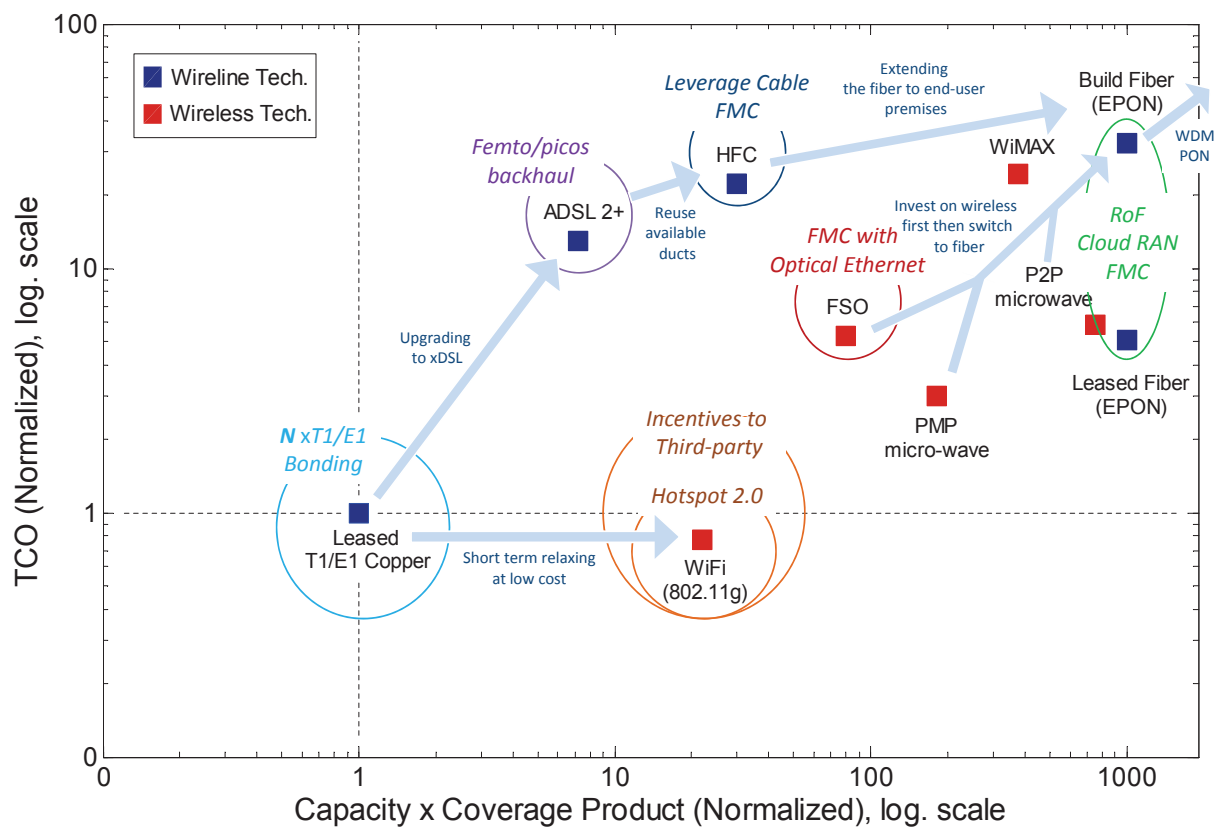 100
10
1
0
TCO (Normalized), log. scale
Wireline Tech.
Wireless Tech.
Leverage Cable
FMC
HFC
Extending
the fiber to end-user
premises
Build Fiber
(EPON)
WDM
PON
Femto/picos
backhaul
ADSL 2+
Reuse
available
ducts
WiMAX
Invest on wireless
first then switch
to fiber
RoF
Cloud RAN
FMC
FMC with
Optical Ethernet
FSO
P2P
microwave
Upgrading
to xDSL
Leased Fiber
(EPON)
PMP
micro-wave
N xT1/E1
Bonding
Leased
T1/E1 Copper
Short term relaxing
at low cost
Incentives to
Third-party
Hotspot 2.0
WiFi
(802.11g)
0
1
10
100
1000
Capacity x Coverage Product (Normalized), log. scale